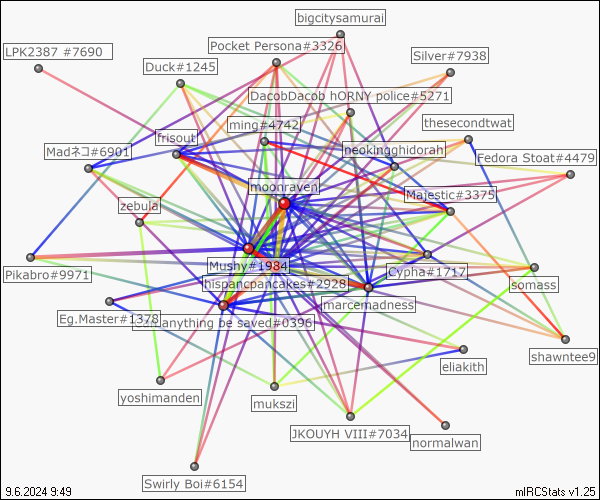 bigcitysamurai
LPK2387 #7690
Pocket Persona#3326
Silver#7938
Duck#1245
DacobDacob hORNY police#5271
thesecondtwat
ming#4742
frisout
Madネコ#6901
neokingghidorah
Fedora Stoat#4479
moonraven
Majestic#3375
zebula
Mushy#1984
Cypha#1717
Pikabro#9971
hispancpancakes#2928
somass
marcemadness
Eg.Master#1378
anything be saved#0396
shawntee9
eliakith
yoshimanden
mukszi
JKOUYH VIII#7034
normalwan
Swirly Boi#6154
9.6.2024 9:49
mIRCStats v1.25